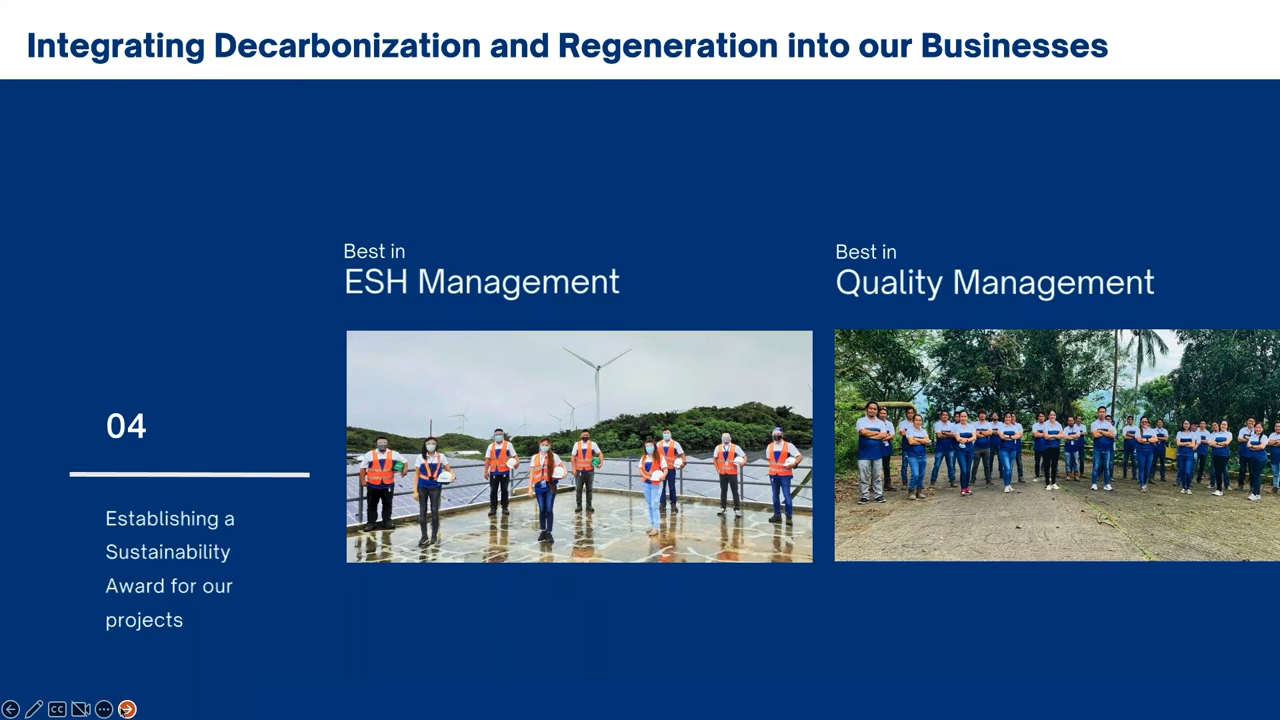 Integrating Decarbonization and Regeneration into our Businesses
Best in
ESH Management
Best in
Quality Management
04
Establishing a
Sustainability
Award for our
projects
CC